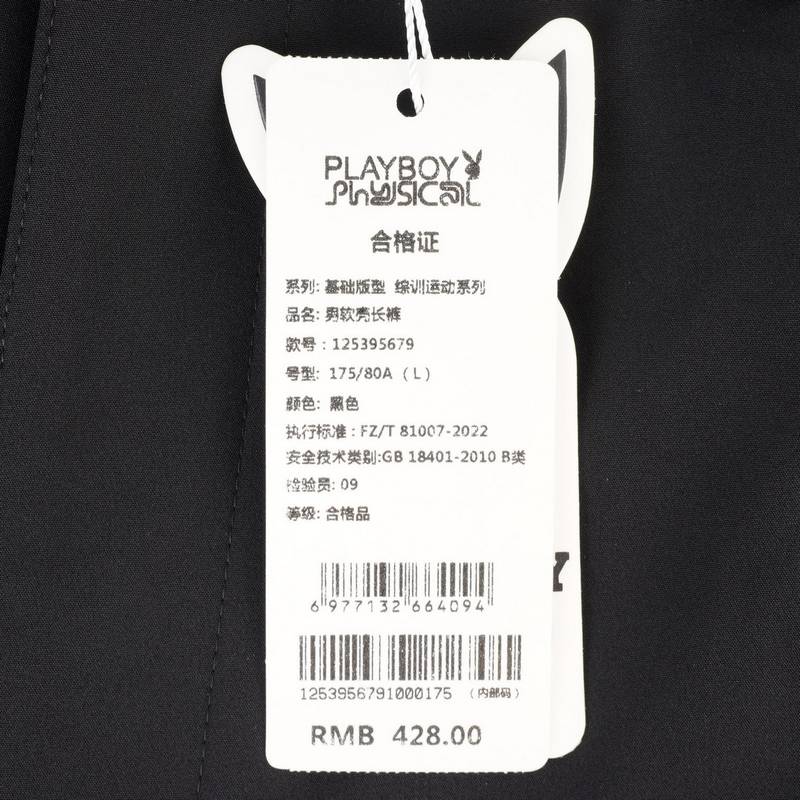 PLAYBOY
PhYSICAL
合格证
系列: 基础版型 综训运动系列
品名: 男软壳长裤
款号: 125395679
号型: 175/80A (L)
颜色: 黑色
执行标准: FZ/T 81007-2022
安全技术类别:GB 18401-2010 B类
检验员: 09
等级: 合格品
6 977132 664094
1253956791000175 (内部码)
RMB 428.00
Y